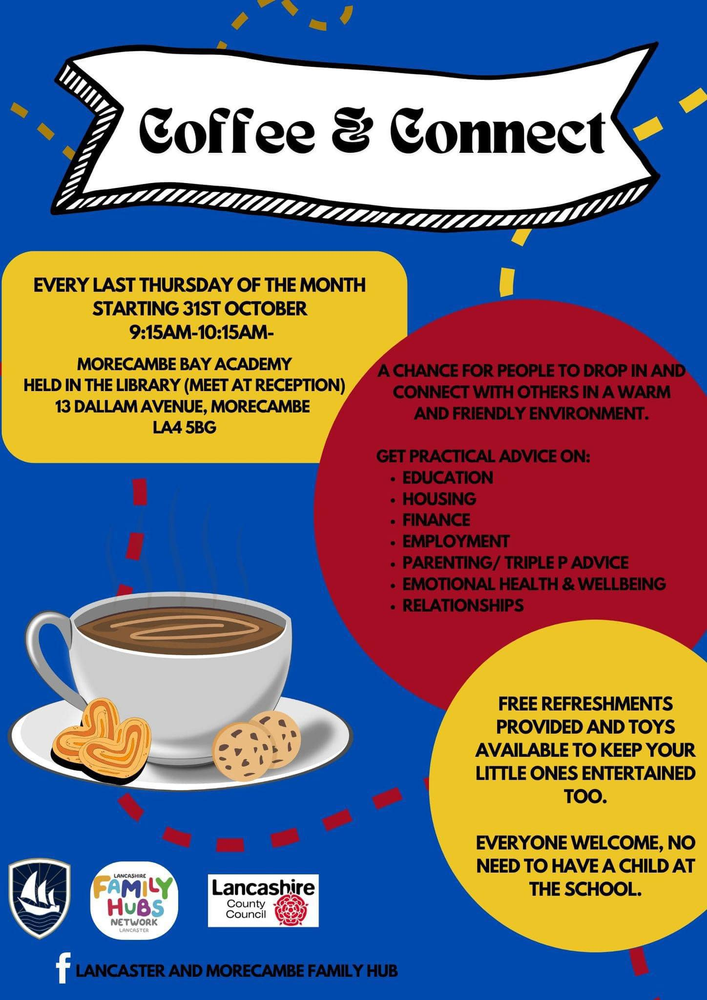 Coffee & Connect
EVERY LAST THURSDAY OF THE MONTH
STARTING 31ST OCTOBER
9:15AM-10:15AM-
MORECAMBE BAY ACADEMY
HELD IN THE LIBRARY (MEET AT RECEPTION)
13 DALLAM AVENUE, MORECAMBE
LA4 5BG
A CHANCE FOR PEOPLE TO DROP IN AND
CONNECT WITH OTHERS IN A WARM
AND FRIENDLY ENVIRONMENT.
GET PRACTICAL ADVICE ON:
• EDUCATION
• HOUSING
• FINANCE
• EMPLOYMENT
• PARENTING/ TRIPLE P ADVICE
• EMOTIONAL HEALTH & WELLBEING
• RELATIONSHIPS
FREE REFRESHMENTS
PROVIDED AND TOYS
AVAILABLE TO KEEP YOUR
LITTLE ONES ENTERTAINED
TOO.
EVERYONE WELCOME, NO
NEED TO HAVE A CHILD AT
THE SCHOOL.
LANCASHIRE
FAMILY
HUBS
NETWORK
LANCASTER
Lancashire
County
Council
f LANCASTER AND MORECAMBE FAMILY HUB